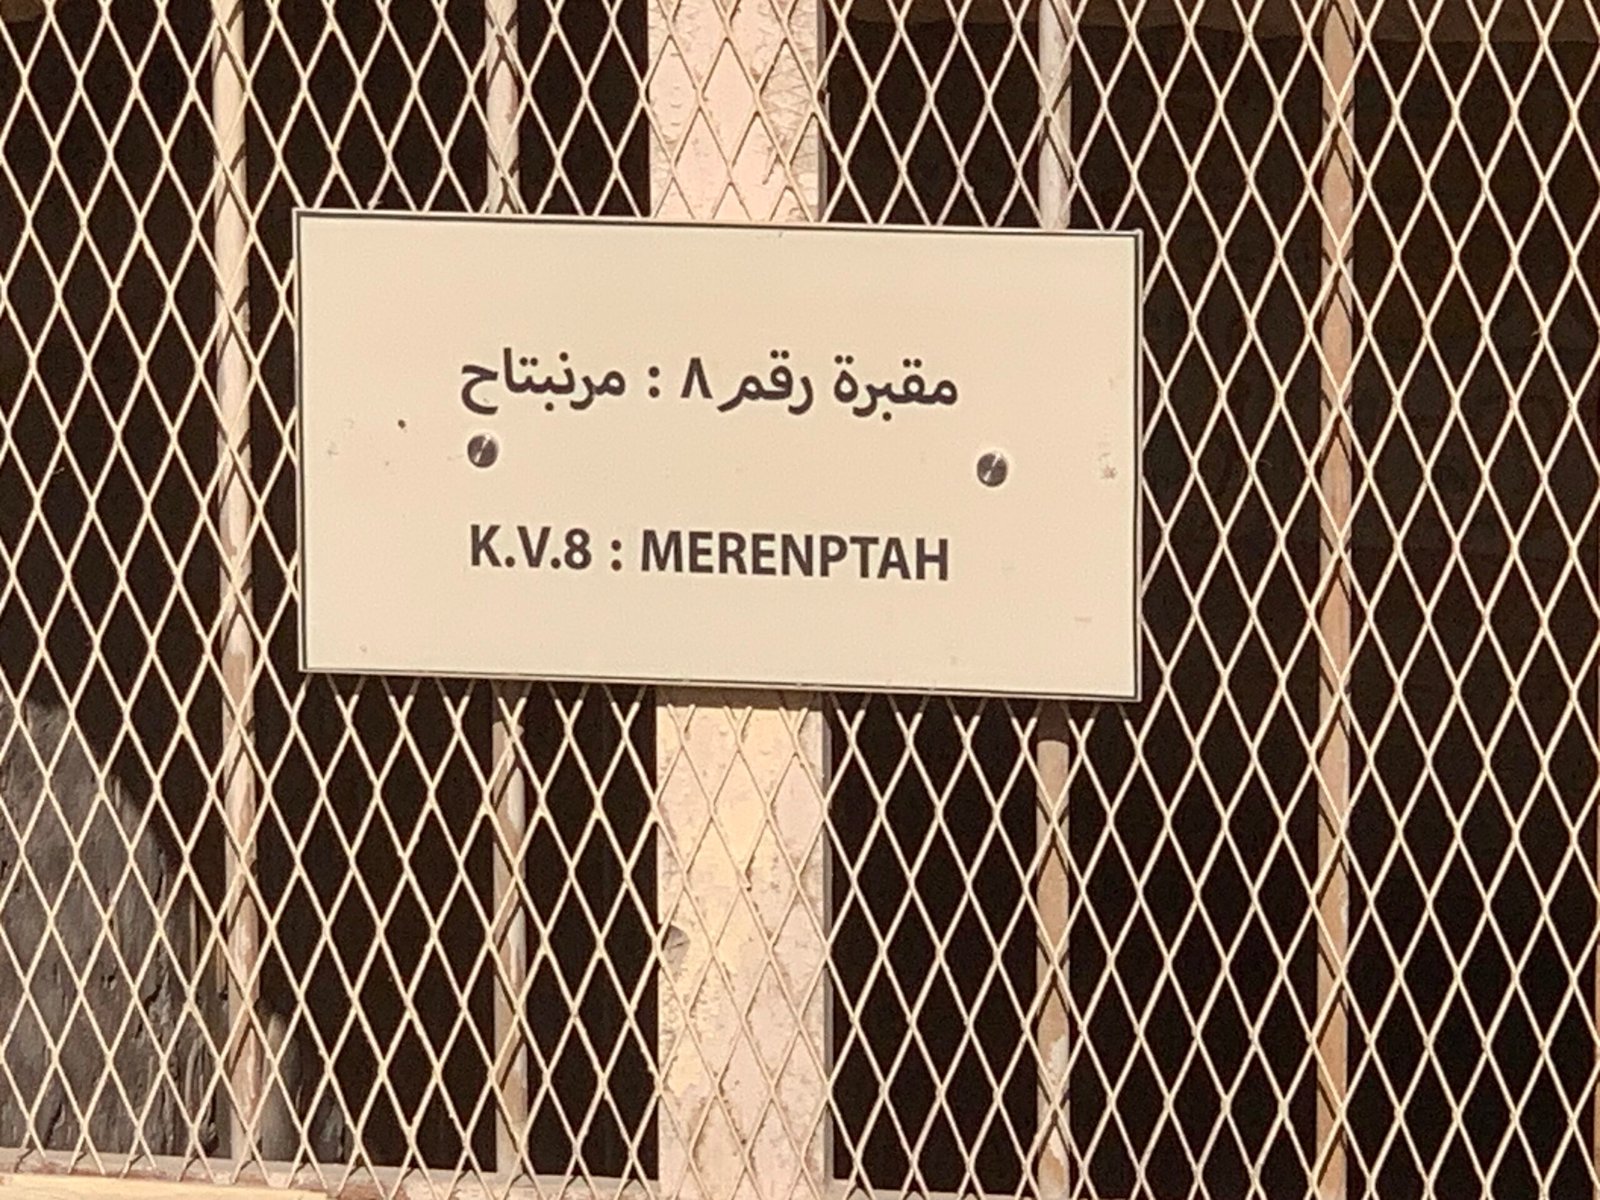 مقبرة رقم ٨ : مرنبتاح
K.V.8 : MERENPTAH